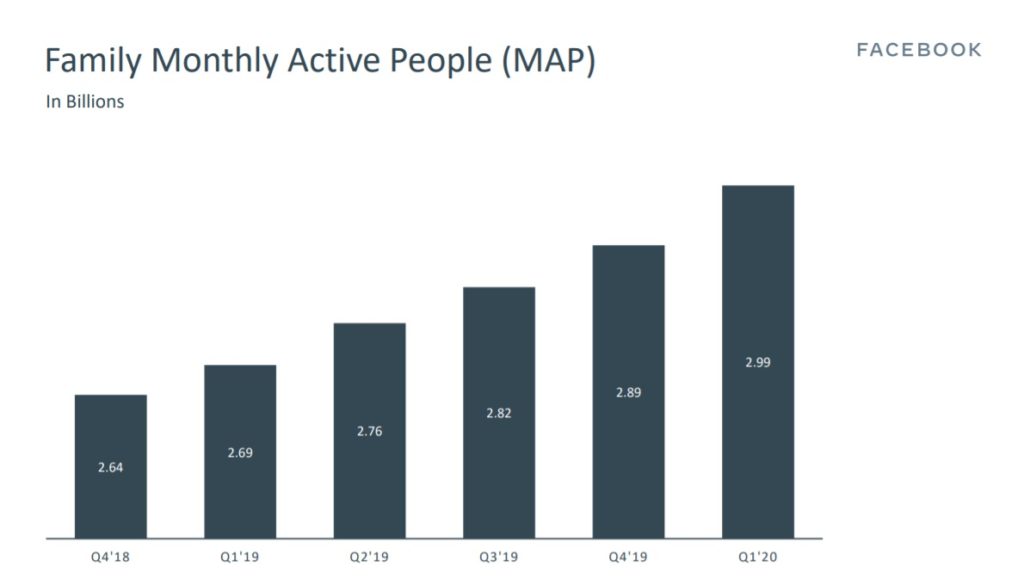 Family Monthly Active People (MAP)
FACEBOOK
In Billions
2.64
2.69
2.76
2.82
2.89
2.99
Q4'18
Q1'19
Q2'19
Q3'19
Q4'19
Q1'20